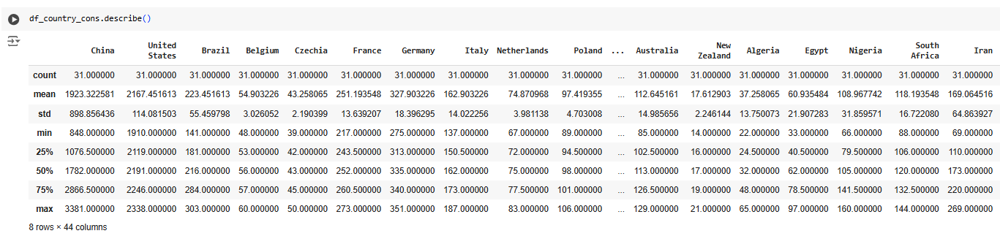 df_country_cons.describe()
China United States Brazil Belgium Czechia France Germany Italy Netherlands Poland ... Australia New Zealand Algeria Egypt Nigeria South Africa Iran
count 31.000000 31.000000 31.000000 31.000000 31.000000 31.000000 31.000000 31.000000 31.000000 31.000000 ... 31.000000 31.000000 31.000000 31.000000 31.000000 31.000000 31.000000
mean 1923.322581 2167.451613 223.451613 54.903226 43.258065 251.193548 327.903226 162.903226 74.870968 97.419355 ... 112.645161 17.612903 37.258065 60.935484 108.967742 118.193548 169.064516
std 898.856436 114.081503 55.459798 3.026052 2.190399 13.639207 18.396295 14.022256 3.981138 4.703008 ... 14.985656 2.246144 13.750073 21.907283 31.859571 16.722080 64.863927
min 848.000000 1910.000000 141.000000 48.000000 39.000000 217.000000 275.000000 137.000000 67.000000 89.000000 ... 85.000000 14.000000 22.000000 33.000000 66.000000 88.000000 69.000000
25% 1076.500000 2119.000000 181.000000 53.000000 42.000000 243.500000 313.000000 150.500000 72.000000 94.500000 ... 102.500000 16.000000 24.500000 40.500000 79.500000 106.000000 110.000000
50% 1782.000000 2191.000000 216.000000 56.000000 43.000000 252.000000 335.000000 162.000000 75.000000 98.000000 ... 113.000000 17.000000 32.000000 62.000000 105.000000 120.000000 173.000000
75% 2866.500000 2246.000000 284.000000 57.000000 45.000000 260.500000 340.000000 173.000000 77.500000 101.000000 ... 126.500000 19.000000 48.000000 78.500000 141.500000 132.500000 220.000000
max 3381.000000 2338.000000 303.000000 60.000000 50.000000 273.000000 351.000000 187.000000 83.000000 106.000000 ... 129.000000 21.000000 65.000000 97.000000 160.000000 144.000000 269.000000
8 rows × 44 columns